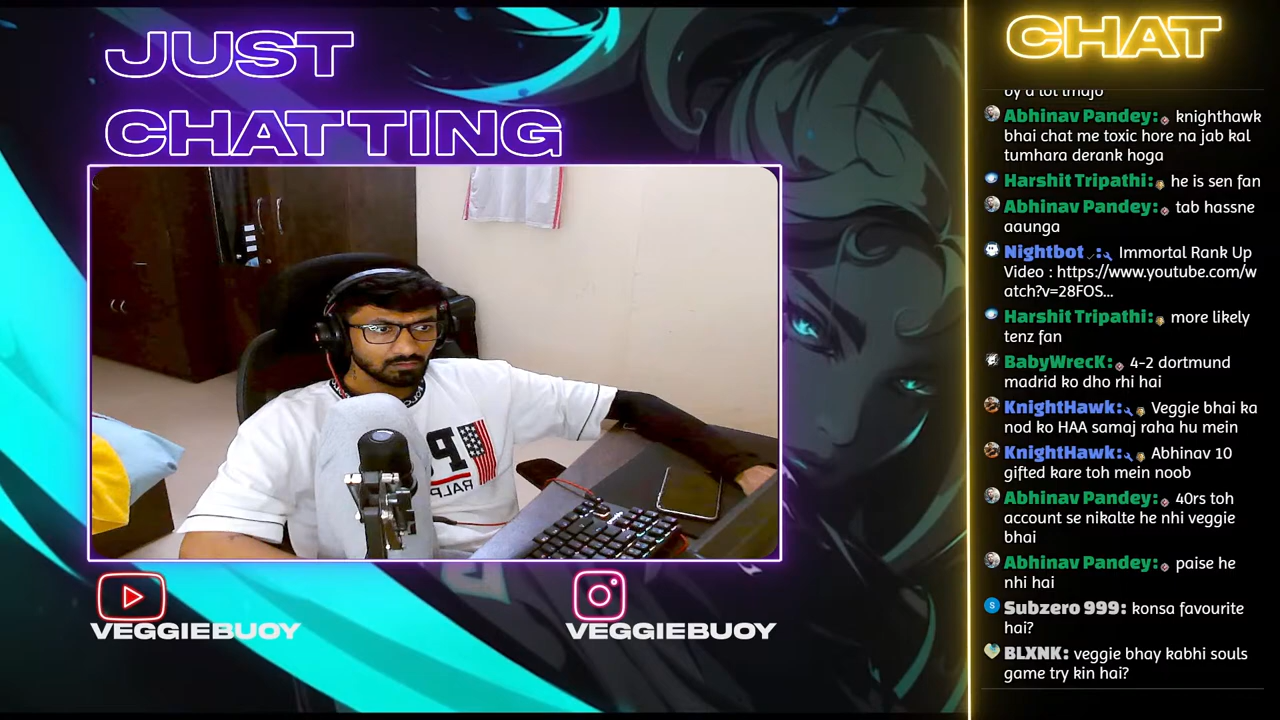 JUST
CHATTING
VEGGIEBUOY
VEGGIEBUOY
CHAT
Abhinav Pandey: knighthawk
bhai chat me toxic hore na jab kal
tumhara derank hoga
Harshit Tripathi: he is sen fan
Abhinav Pandey: tab hassne
aaunga
Nightbot: Immortal Rank Up
Video : https://www.youtube.com/w
atch?v=28FOS...
Harshit Tripathi: more likely
tenz fan
BabyWrecK: 4-2 dortmund
madrid ko dho rhi hai
KnightHawk: Veggie bhai ka
nod ko HAA samaj raha hu mein
KnightHawk: Abhinav 10
gifted kare toh mein noob
Abhinav Pandey: 40rs toh
account se nikalte he nhi veggie
bhai
Abhinav Pandey: paise he
nhi hai
Subzero 999: konsa favourite
hai?
BLXNK: veggie bhay kabhi souls
game try kin hai?